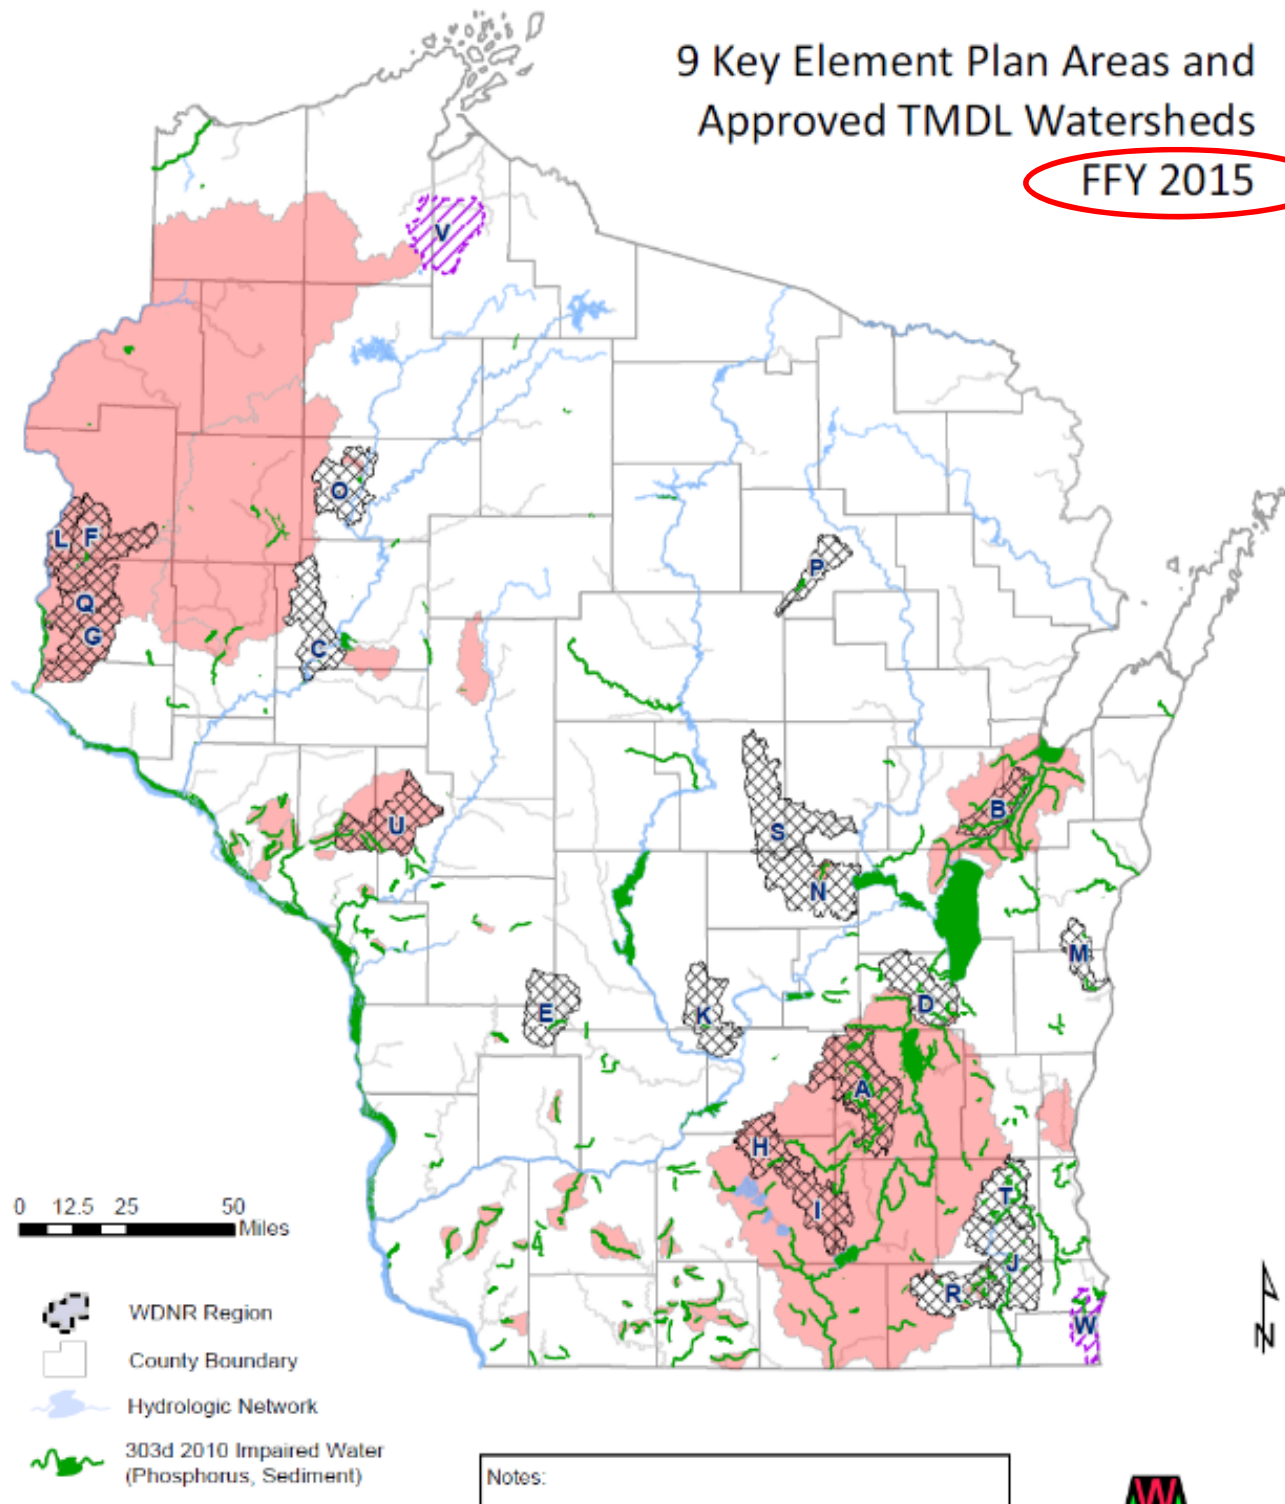 9 Key Element Plan Areas and
Approved TMDL Watersheds
FFY 2015
V
O
L F
P
Q
G
C
U
B
S
N
M
E
K
D
A
H
I
T
J
R
W
0 12.5 25 50
Miles
WDNR Region
County Boundary
Hydrologic Network
303d 2010 Impaired Water
(Phosphorus, Sediment)
Notes:
W
N